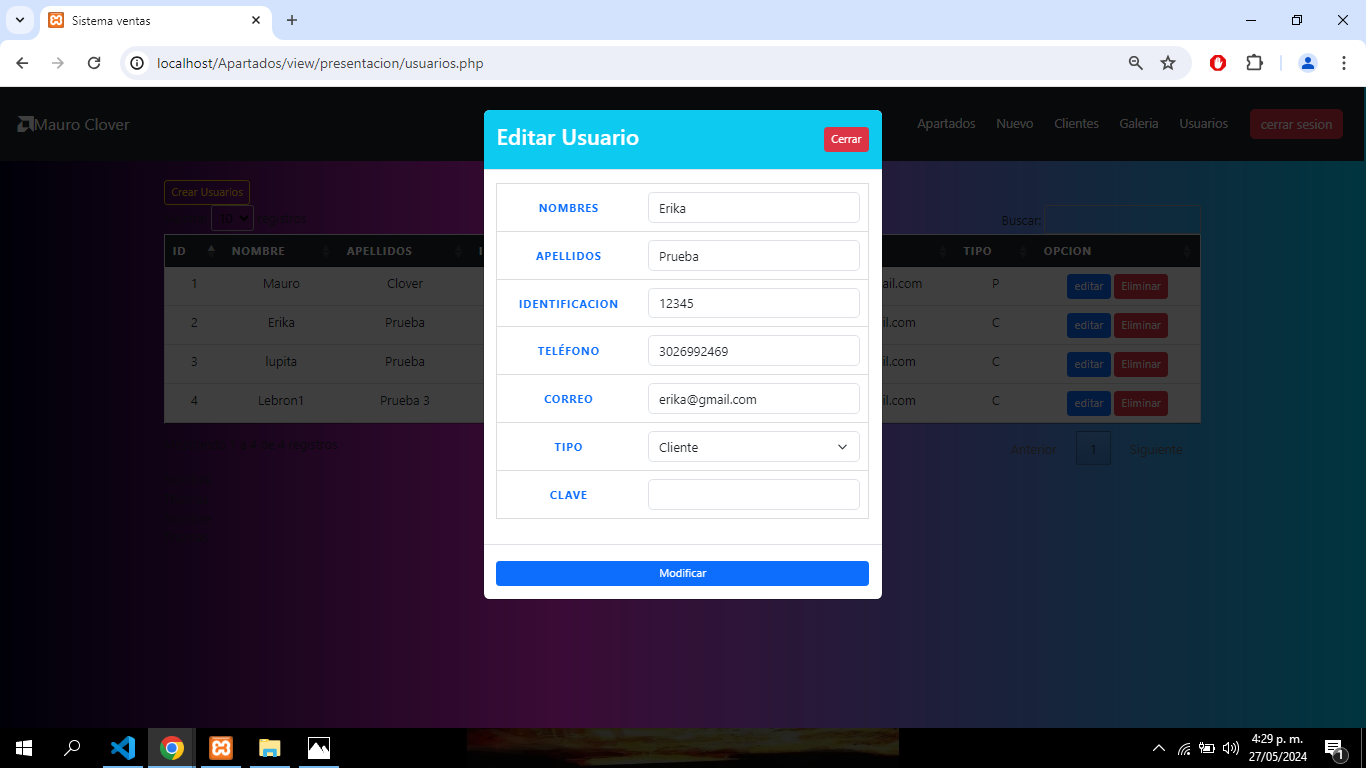 Sistema ventas
localhost/Apartados/view/presentacion/usuarios.php
Mauro Clover
Apartados Nuevo Clientes Galeria Usuarios cerrar sesion
Editar Usuario Cerrar
Crear Usuarios
10 registros
Buscar:
ID NOMBRE APELLIDOS TIPO OPCION
1 Mauro Clover ail.com P editar Eliminar
2 Erika Prueba il.com C editar Eliminar
3 lupita Prueba il.com C editar Eliminar
4 Lebron1 Prueba 3 il.com C editar Eliminar
registros
Anterior 1 Siguiente
NOMBRES Erika
APELLIDOS Prueba
IDENTIFICACION 12345
TELÉFONO 3026992469
CORREO erika@gmail.com
TIPO Cliente
CLAVE
Modificar
4:29 p. m.
27/05/2024
1